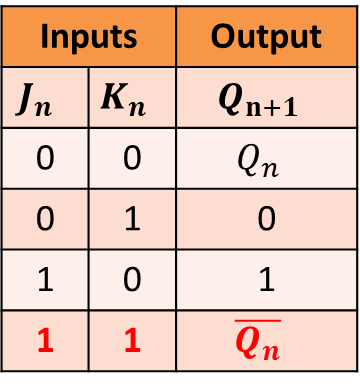 Inputs Output
Jₙ Kₙ Qₙ₊₁
0 0 Qₙ
0 1 0
1 0 1
1 1 Q̅ₙ